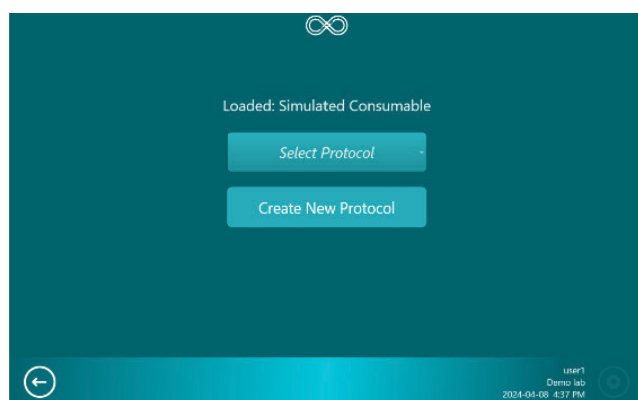 Loaded: Simulated Consumable
Select Protocol
Create New Protocol
user1
Demo lab
2024-04-08 4:37 PM